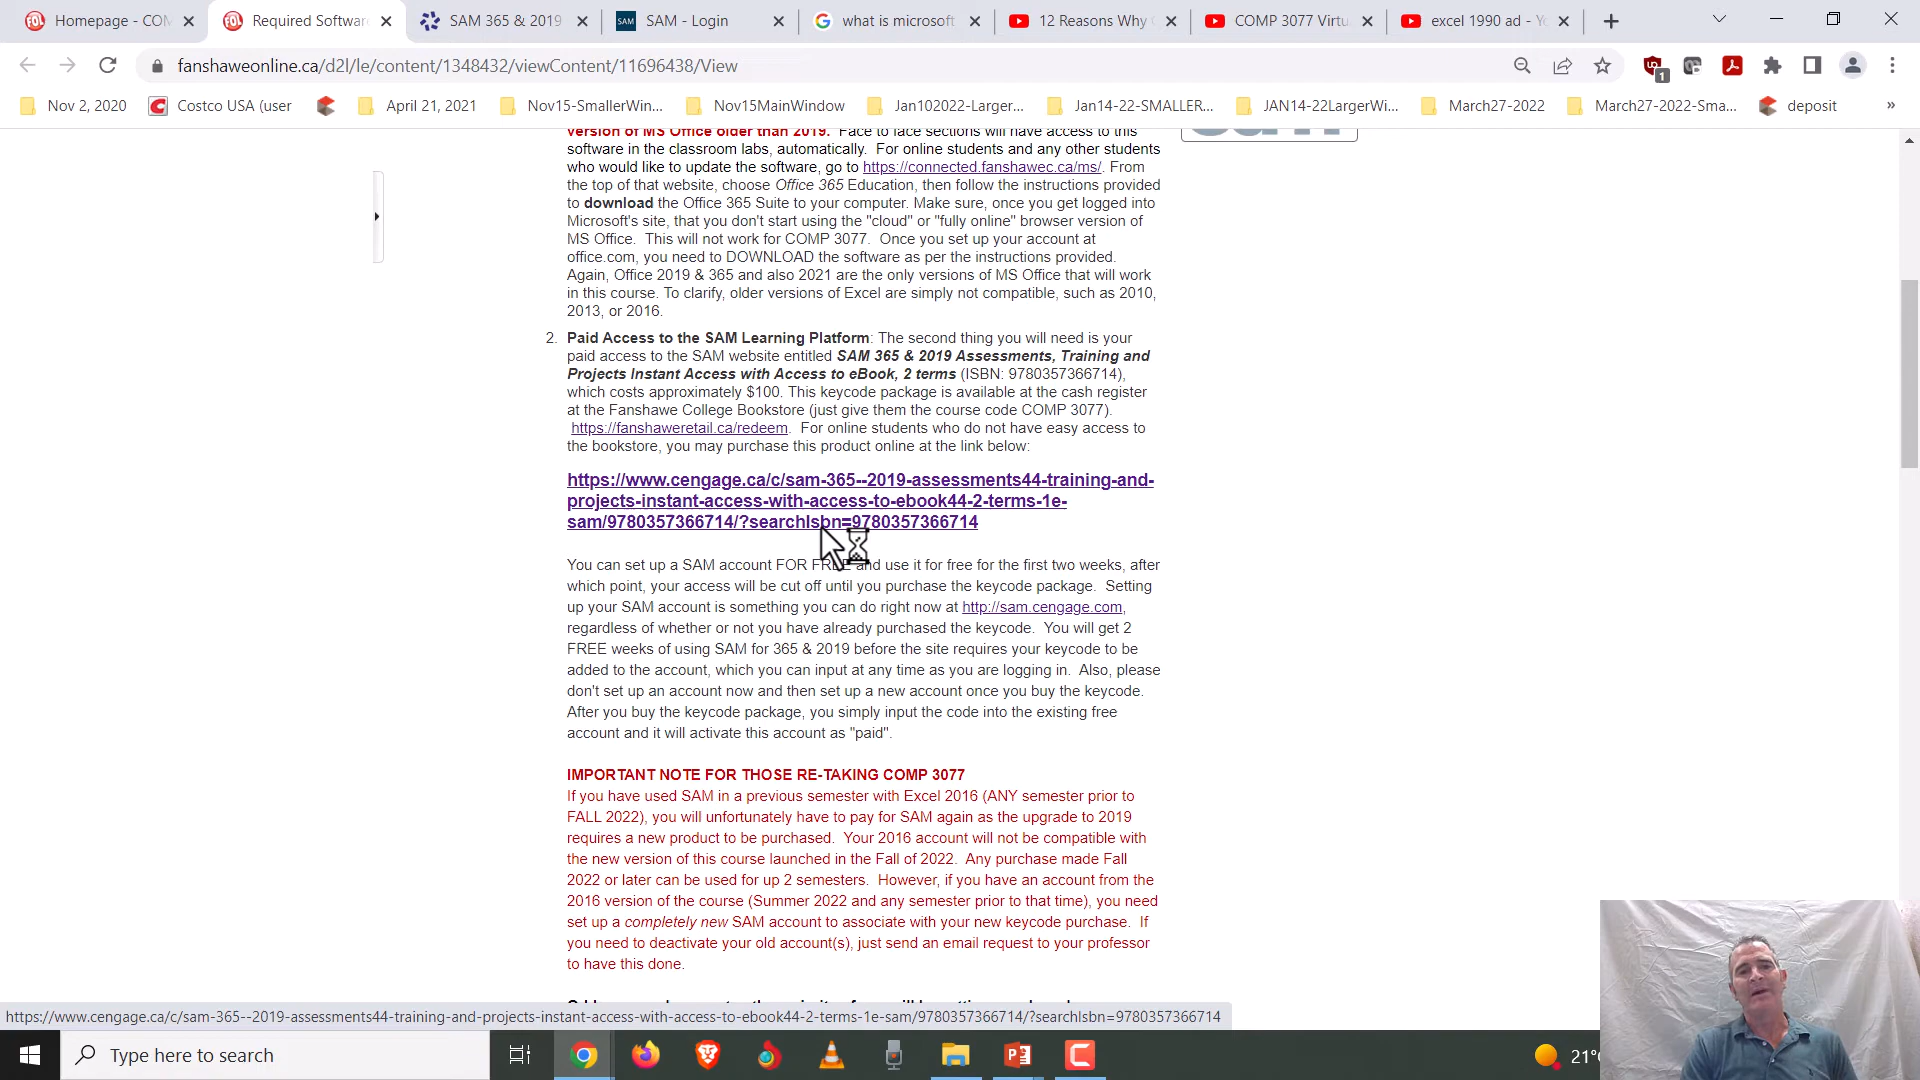 Homepage - COM
Required Softwar
SAM 365 & 2019
SAM - Login
what is microsoft
12 Reasons Why
COMP 3077 Virtu
excel 1990 ad - Yo
fanshaweonline.ca/d2l/le/content/1348432/viewContent/11696438/View
1
Nov 2, 2020
Costco USA (user
April 21, 2021
Nov15-SmallerWin...
Nov15MainWindow
Jan102022-Larger...
Jan14-22-SMALLER...
JAN14-22LargerWi...
March27-2022
March27-2022-Sma...
deposit
»
version of MS Office older than 2019. Face to face sections will have access to this
software in the classroom labs, automatically. For online students and any other students
who would like to update the software, go to https://connected.fanshawec.ca/ms/. From
the top of that website, choose Office 365 Education, then follow the instructions provided
to download the Office 365 Suite to your computer. Make sure, once you get logged into
Microsoft's site, that you don't start using the "cloud" or "fully online" browser version of
MS Office. This will not work for COMP 3077. Once you set up your account at
office.com, you need to DOWNLOAD the software as per the instructions provided.
Again, Office 2019 & 365 and also 2021 are the only versions of MS Office that will work
in this course. To clarify, older versions of Excel are simply not compatible, such as 2010,
2013, or 2016.
2. Paid Access to the SAM Learning Platform: The second thing you will need is your
paid access to the SAM website entitled SAM 365 & 2019 Assessments, Training and
Projects Instant Access with Access to eBook, 2 terms (ISBN: 9780357366714),
which costs approximately $100. This keycode package is available at the cash register
at the Fanshawe College Bookstore (just give them the course code COMP 3077).
https://fanshaweretail.ca/redeem. For online students who do not have easy access to
the bookstore, you may purchase this product online at the link below:
https://www.cengage.ca/c/sam-365--2019-assessments44-training-and-
projects-instant-access-with-access-to-ebook44-2-terms-1e-
sam/9780357366714/?searchIsbn=9780357366714
You can set up a SAM account FOR FREE and use it for free for the first two weeks, after
which point, your access will be cut off until you purchase the keycode package. Setting
up your SAM account is something you can do right now at http://sam.cengage.com,
regardless of whether or not you have already purchased the keycode. You will get 2
FREE weeks of using SAM for 365 & 2019 before the site requires your keycode to be
added to the account, which you can input at any time as you are logging in. Also, please
don't set up an account now and then set up a new account once you buy the keycode.
After you buy the keycode package, you simply input the code into the existing free
account and it will activate this account as "paid".
IMPORTANT NOTE FOR THOSE RE-TAKING COMP 3077
If you have used SAM in a previous semester with Excel 2016 (ANY semester prior to
FALL 2022), you will unfortunately have to pay for SAM again as the upgrade to 2019
requires a new product to be purchased. Your 2016 account will not be compatible with
the new version of this course launched in the Fall of 2022. Any purchase made Fall
2022 or later can be used for up 2 semesters. However, if you have an account from the
2016 version of the course (Summer 2022 and any semester prior to that time), you need
set up a completely new SAM account to associate with your new keycode purchase. If
you need to deactivate your old account(s), just send an email request to your professor
to have this done.
https://www.cengage.ca/c/sam-365--2019-assessments44-training-and-projects-instant-access-with-access-to-ebook44-2-terms-1e-sam/9780357366714/?searchIsbn=9780357366714
Type here to search
21°